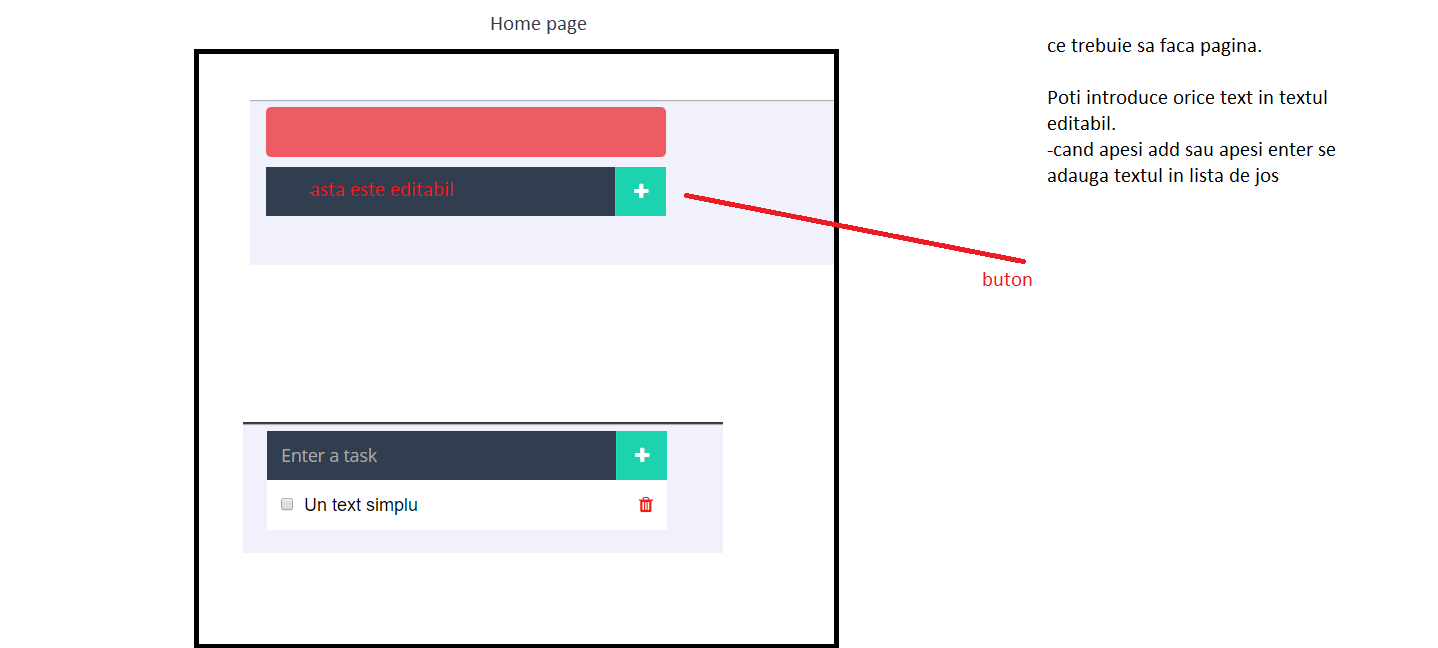 Home page
ce trebuie sa faca pagina.
Poti introduce orice text in textul
editabil.
-cand apesi add sau apesi enter se
adauga textul in lista de jos
asta este editabil
buton
Enter a task
Un text simplu